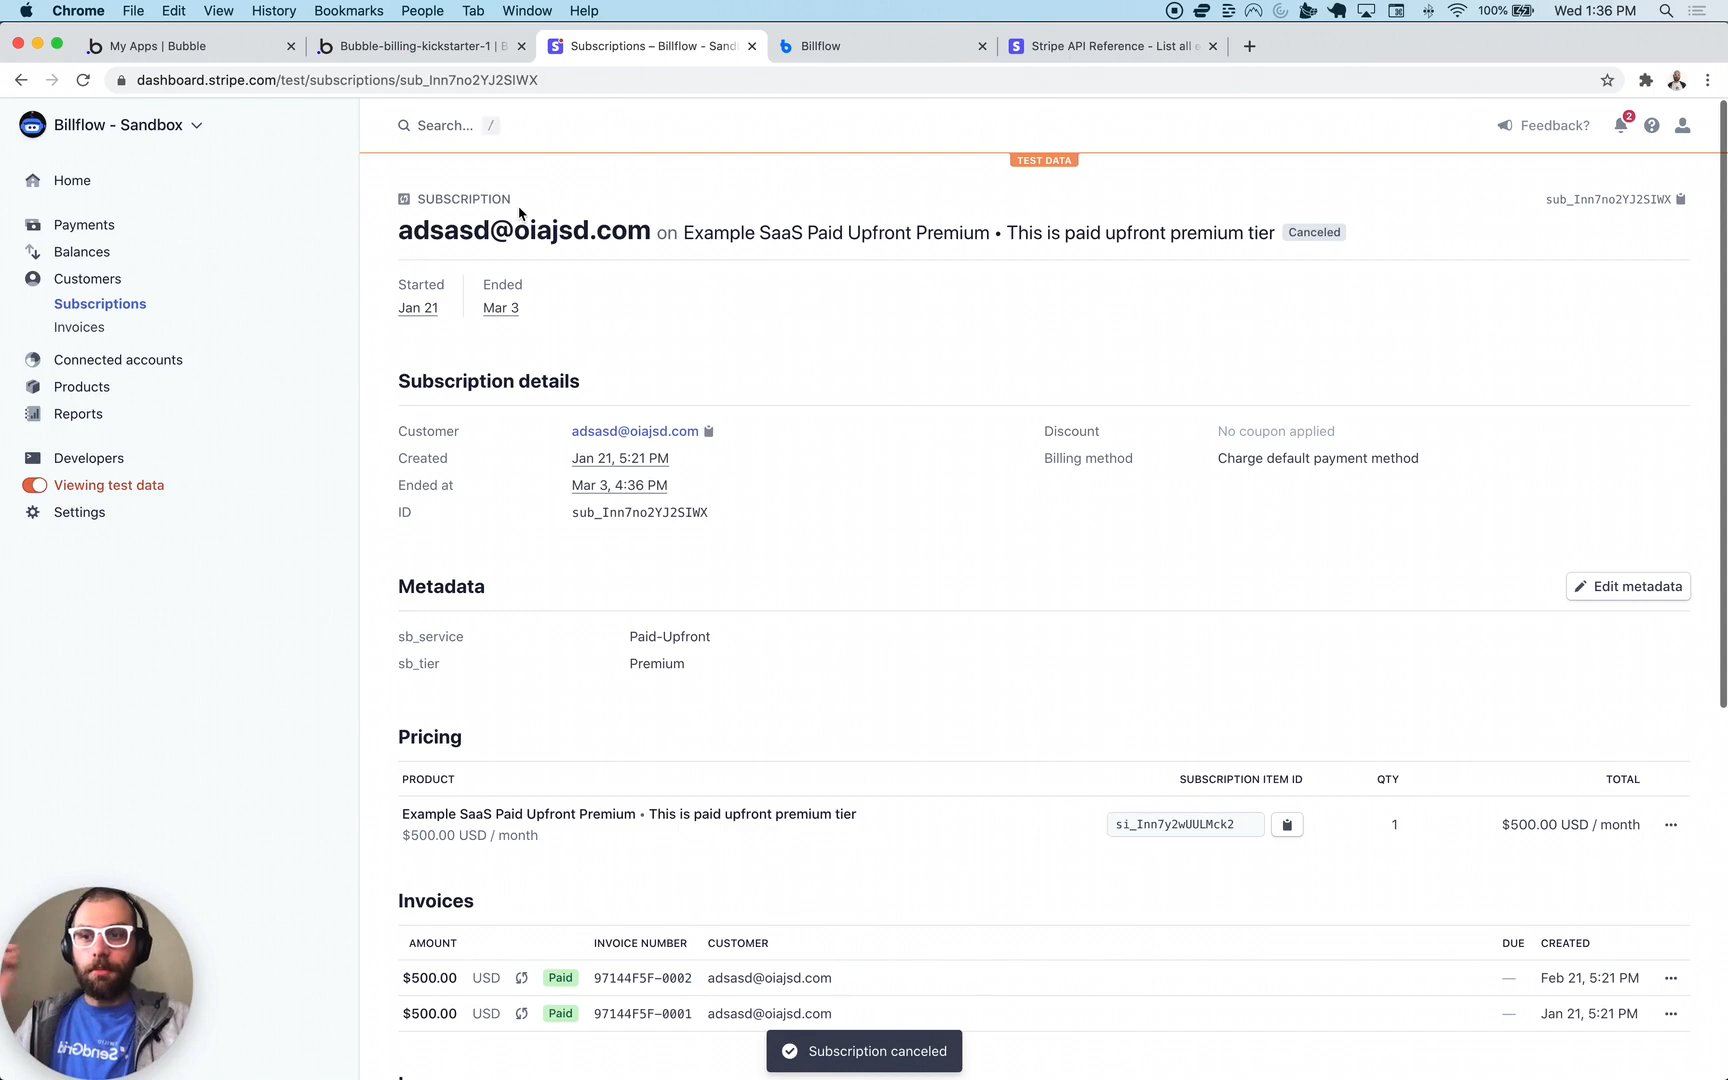 Chrome File Edit View History Bookmarks People Tab Window Help 100% Wed 1:36 PM
My Apps | Bubble
Bubble-billing-kickstarter-1 | B
Subscriptions – Billflow - Sand
Billflow
Stripe API Reference - List all e
dashboard.stripe.com/test/subscriptions/sub_Inn7no2YJ2SIWX
Billflow - Sandbox
Search... /
Feedback?
2
TEST DATA
Home
Payments
Balances
Customers
Subscriptions
Invoices
Connected accounts
Products
Reports
Developers
Viewing test data
Settings
SUBSCRIPTION
sub_Inn7no2YJ2SIWX
adsasd@oiajsd.com on Example SaaS Paid Upfront Premium • This is paid upfront premium tier Canceled
Started Ended
Jan 21 Mar 3
Subscription details
Customer adsasd@oiajsd.com Discount No coupon applied
Created Jan 21, 5:21 PM Billing method Charge default payment method
Ended at Mar 3, 4:36 PM
ID sub_Inn7no2YJ2SIWX
Metadata Edit metadata
sb_service Paid-Upfront
sb_tier Premium
Pricing
PRODUCT SUBSCRIPTION ITEM ID QTY TOTAL
Example SaaS Paid Upfront Premium • This is paid upfront premium tier
$500.00 USD / month
si_Inn7y2wUULMck2 1 $500.00 USD / month
Invoices
AMOUNT INVOICE NUMBER CUSTOMER DUE CREATED
$500.00 USD Paid 97144F5F-0002 adsasd@oiajsd.com — Feb 21, 5:21 PM
$500.00 USD Paid 97144F5F-0001 adsasd@oiajsd.com — Jan 21, 5:21 PM
Subscription canceled
SendGrid